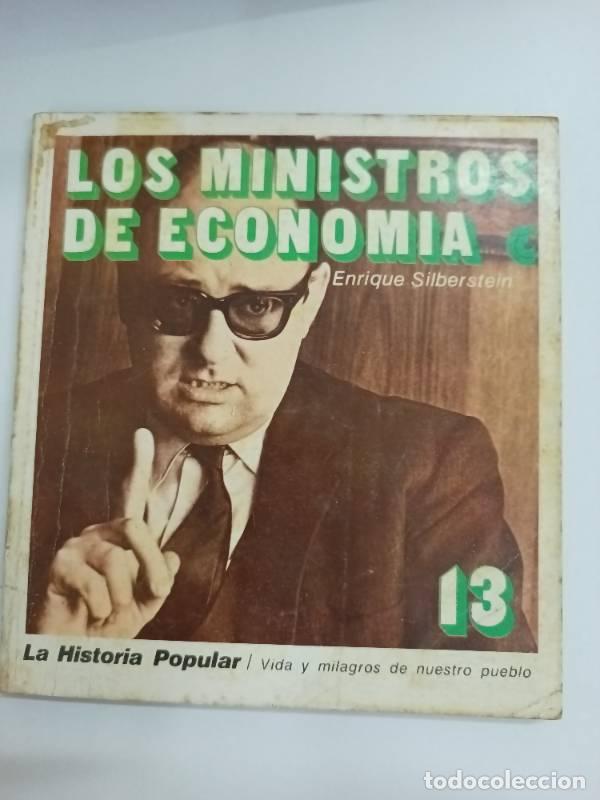 LOS MINISTROS
DE ECONOMIA
Enrique Silberstein
13
La Historia Popular / Vida y milagros de nuestro pueblo
todocoleccion